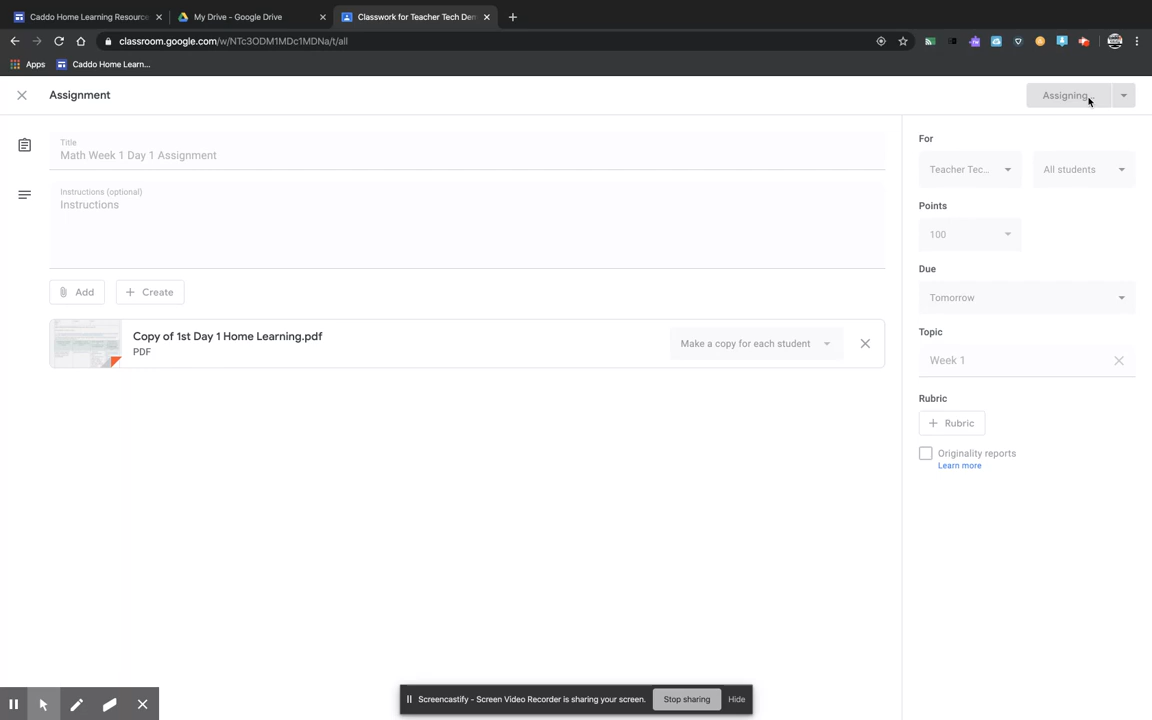 Caddo Home Learning Resourc
My Drive - Google Drive
Classwork for Teacher Tech Den
classroom.google.com/w/NTc3ODM1MDc1MDNa/t/all
Apps
Caddo Home Learn...
Assignment
Assigning...
Title
Math Week 1 Day 1 Assignment
Instructions (optional)
Instructions
Add
Create
Copy of 1st Day 1 Home Learning.pdf
PDF
Make a copy for each student
For
Teacher Tec...
All students
Points
100
Due
Tomorrow
Topic
Week 1
Rubric
Rubric
Originality reports
Learn more
Screencastify - Screen Video Recorder is sharing your screen.
Stop sharing
Hide